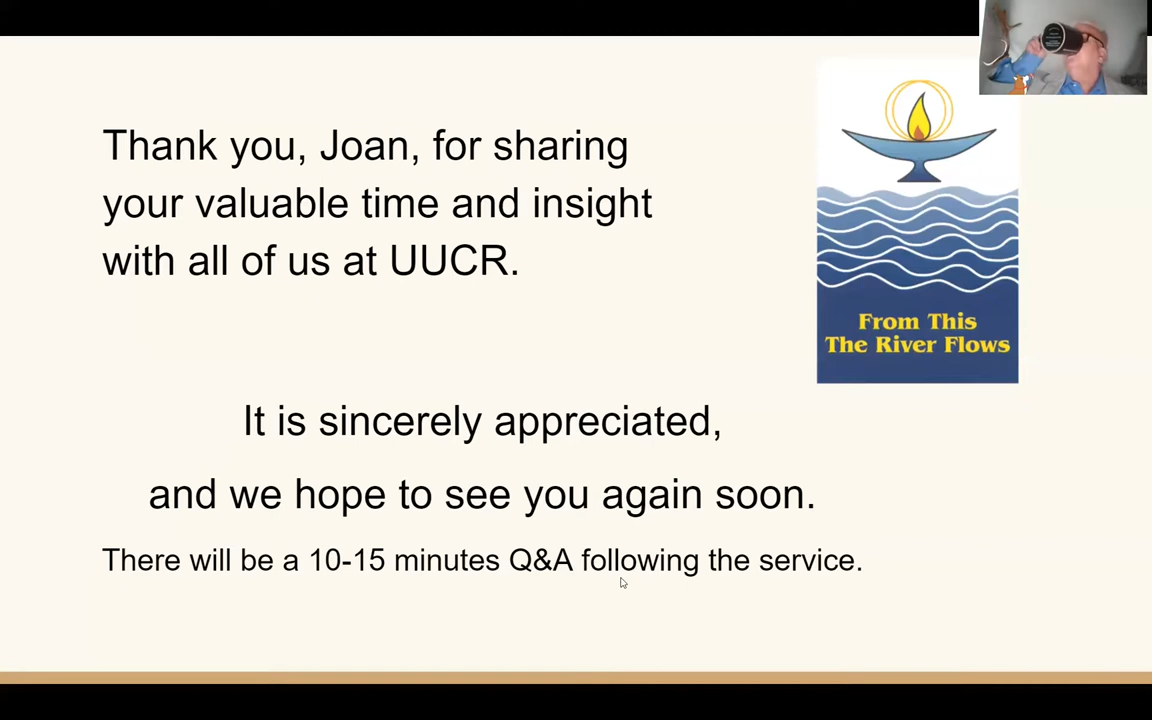 Thank you, Joan, for sharing
your valuable time and insight
with all of us at UUCR.
From This
The River Flows
It is sincerely appreciated,
and we hope to see you again soon.
There will be a 10-15 minutes Q&A following the service.